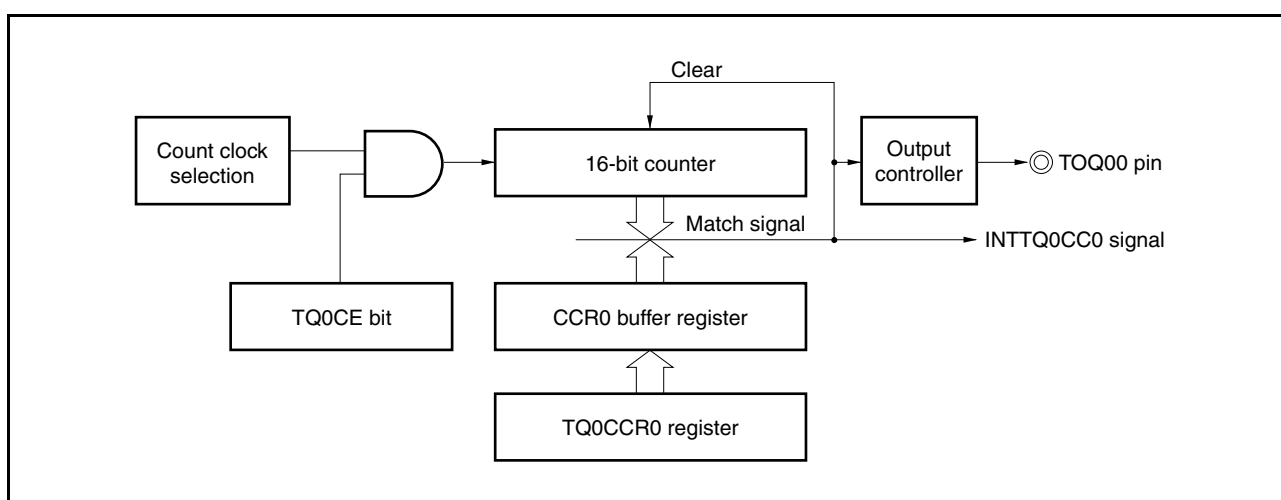 Clear
Count clock
selection
16-bit counter
Output
controller
TOQ00 pin
Match signal
INTTQ0CC0 signal
TQ0CE bit
CCR0 buffer register
TQ0CCR0 register